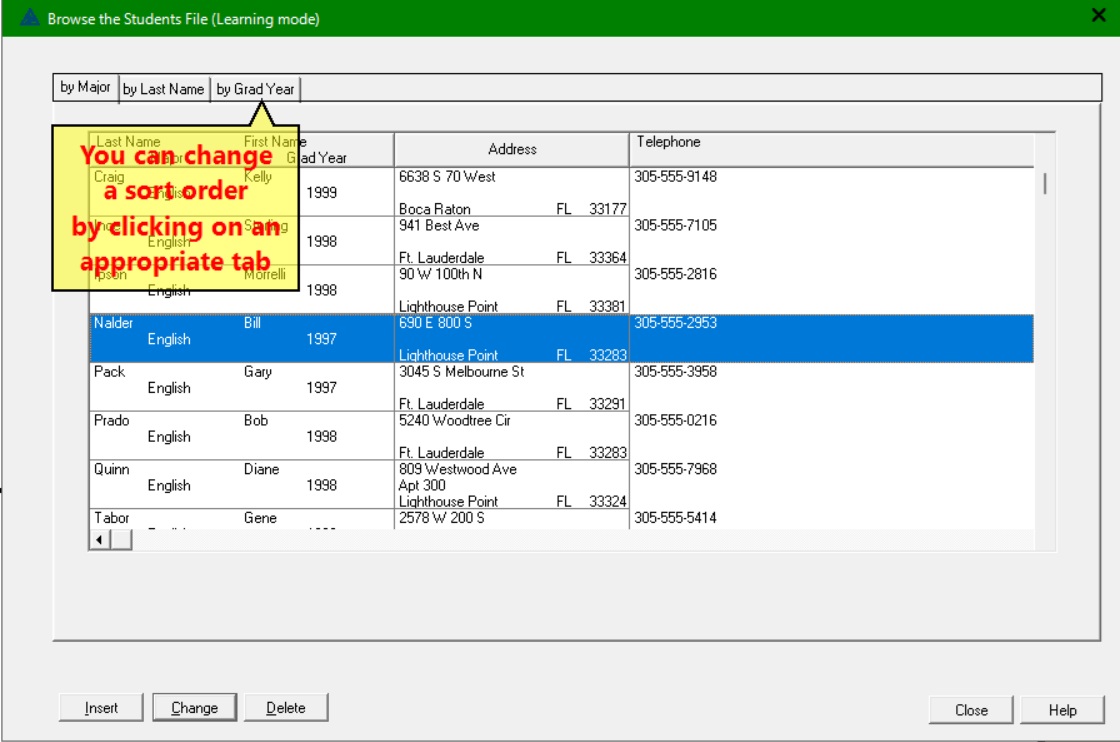 Browse the Students File (Learning mode)
by Major by Last Name by Grad Year
You can change
a sort order
by clicking on an
appropriate tab
Last Name First Name Address Telephone
Major Grad Year
Craig Kelly 6638 S 70 West 305-555-9148
English 1999
Boca Raton FL 33177
941 Best Ave 305-555-7105
English 1998
Ft. Lauderdale FL 33364
Ipson Morrelli 90 W 100th N 305-555-2816
English 1998
Lighthouse Point FL 33381
Nalder Bill 690 E 800 S 305-555-2953
English 1997
Lighthouse Point FL 33283
Pack Gary 3045 S Melbourne St 305-555-3958
English 1997
Ft. Lauderdale FL 33291
Prado Bob 5240 Woodtree Cir 305-555-0216
English 1998
Ft. Lauderdale FL 33283
Quinn Diane 809 Westwood Ave 305-555-7968
English 1998 Apt 300
Lighthouse Point FL 33324
Tabor Gene 2578 W 200 S 305-555-5414
Insert Change Delete Close Help